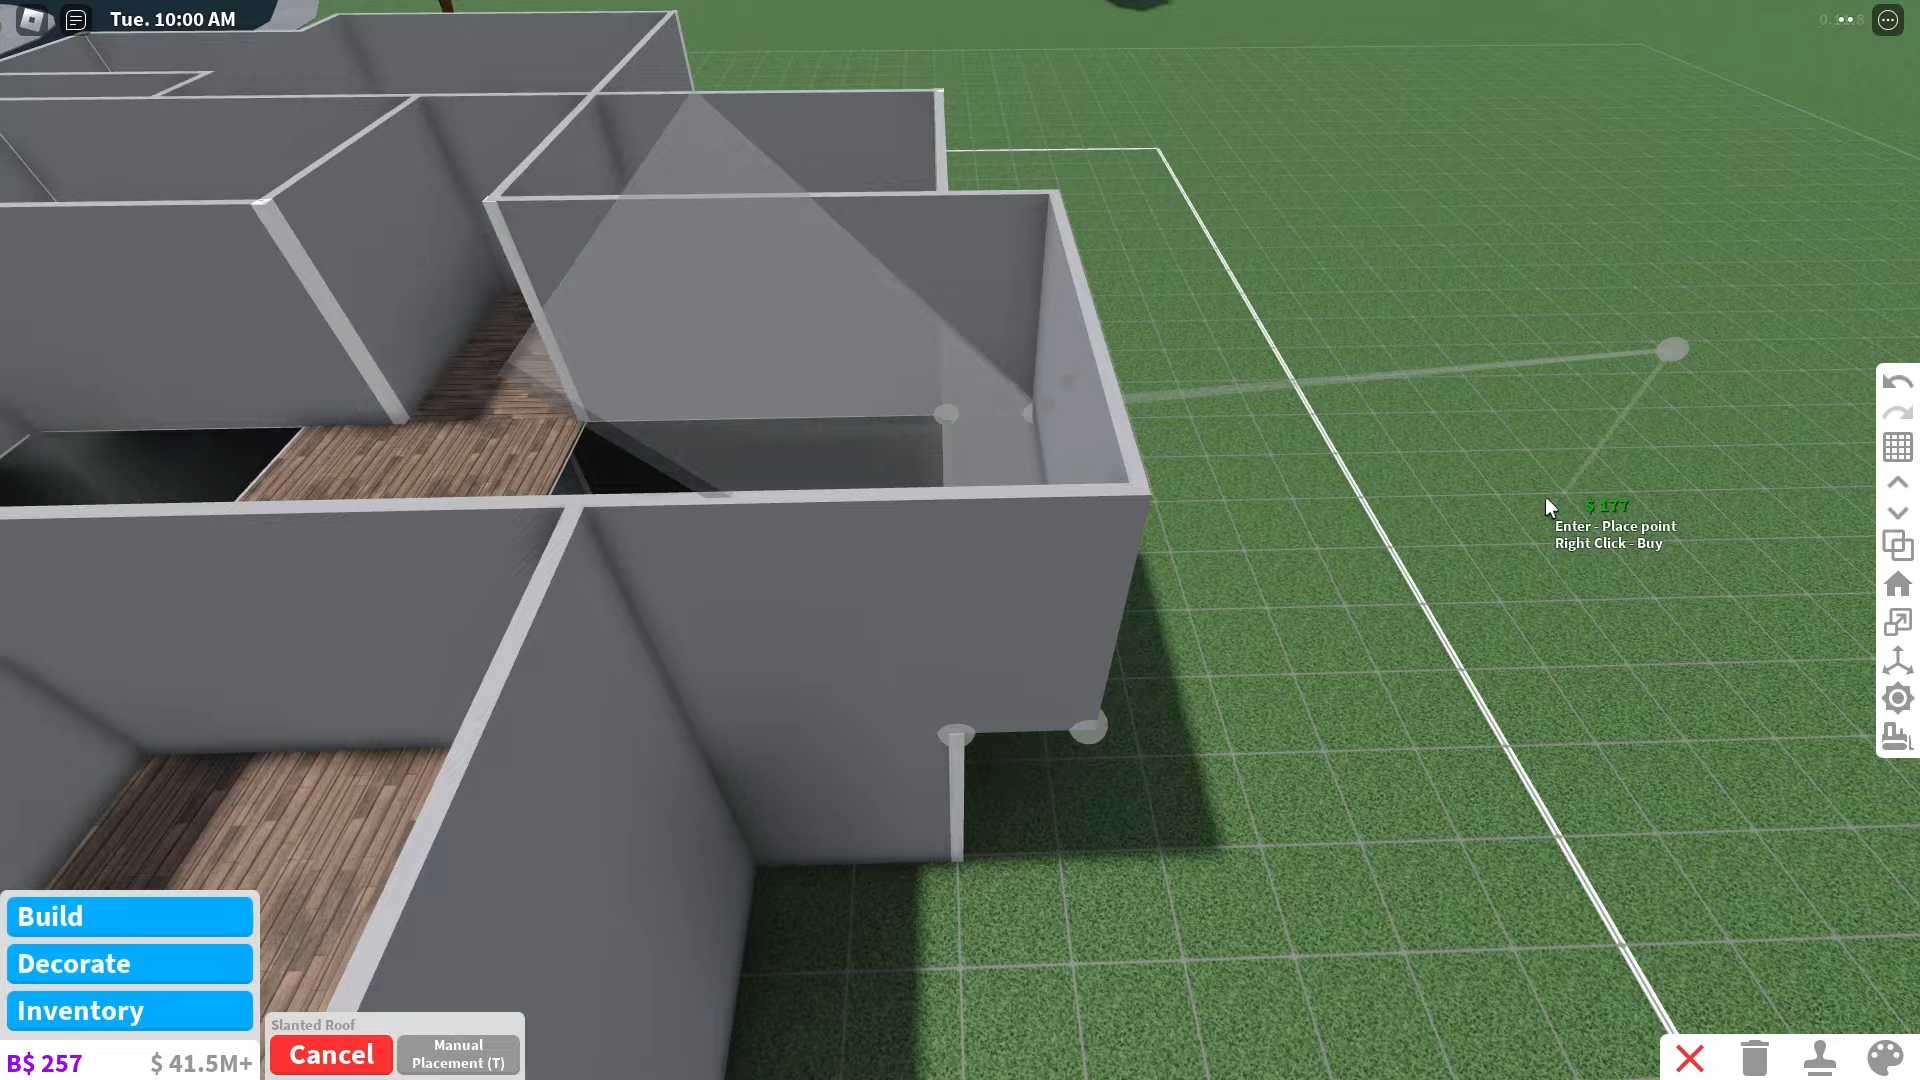 Tue. 10:00 AM
$ 177
Enter - Place point
Right Click - Buy
Build
Decorate
Inventory
B$ 257
$ 41.5M+
Slanted Roof
Cancel
Manual
Placement (T)